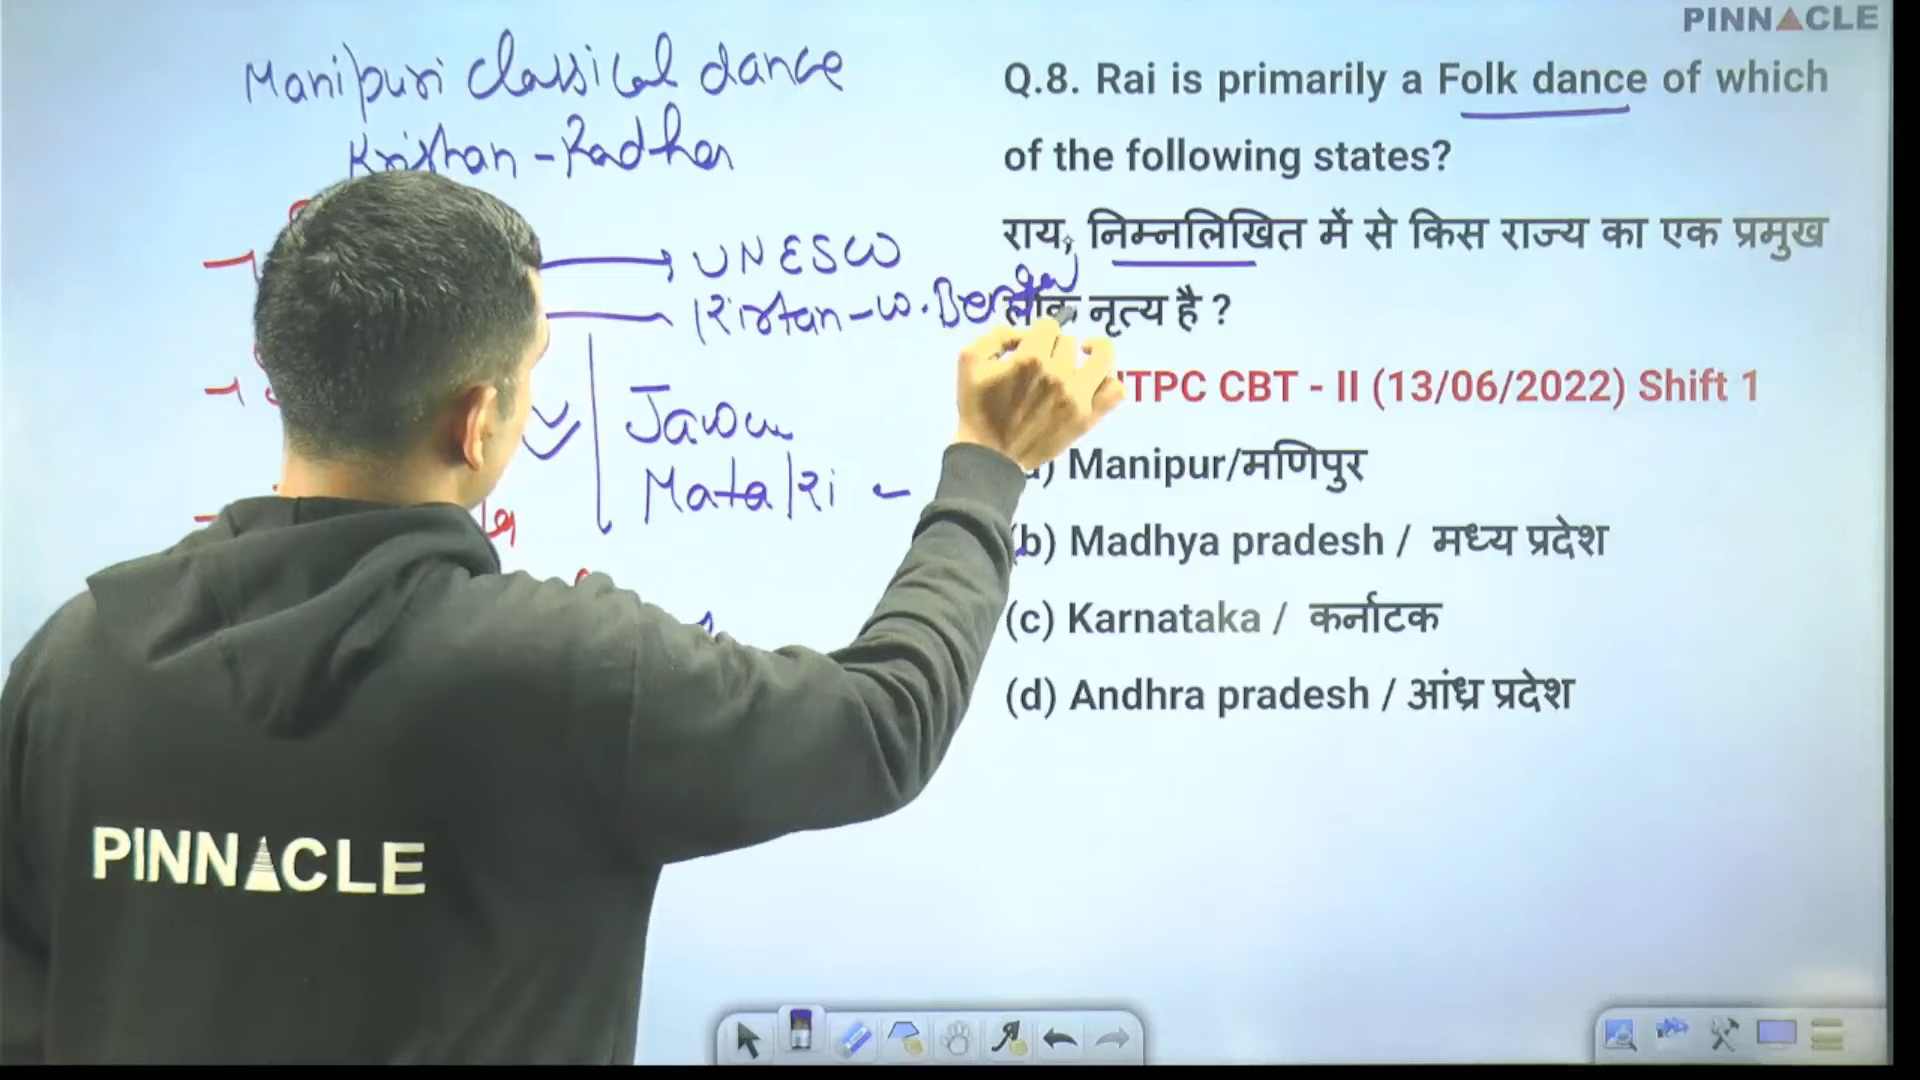 PINNACLE
Manipuri classical dance
Krishan - Radha
→ UNESCO
Kirtan - W. Bengal
Jawa
Mataki -
Q.8. Rai is primarily a Folk dance of which
of the following states?
राय, निम्नलिखित में से किस राज्य का एक प्रमुख
लोक नृत्य है ?
NTPC CBT - II (13/06/2022) Shift 1
(a) Manipur/मणिपुर
(b) Madhya pradesh / मध्य प्रदेश
(c) Karnataka / कर्नाटक
(d) Andhra pradesh / आंध्र प्रदेश
PINNACLE